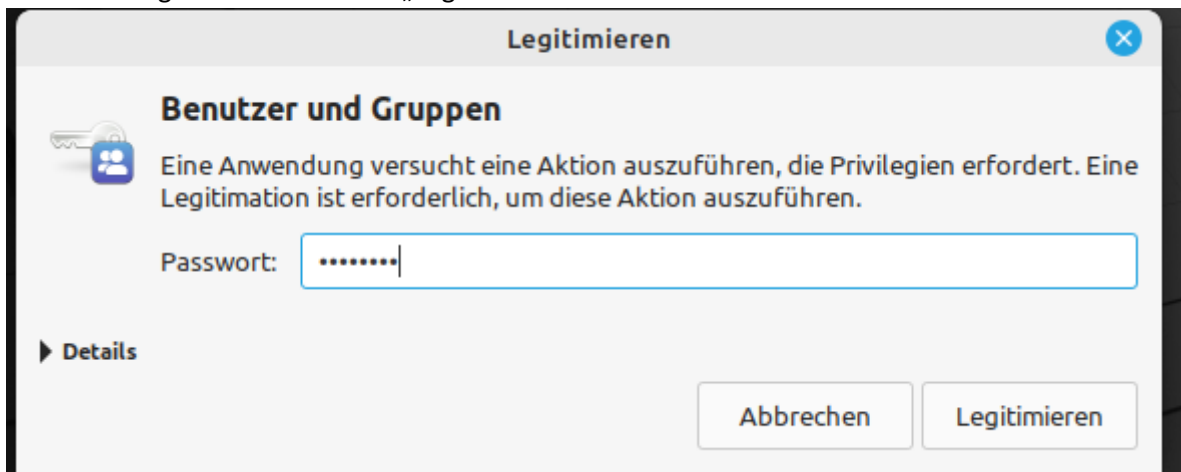 Legitimieren
Benutzer und Gruppen
Eine Anwendung versucht eine Aktion auszuführen, die Privilegien erfordert. Eine
Legitimation ist erforderlich, um diese Aktion auszuführen.
Passwort: ••••••••
Details
Abbrechen
Legitimieren